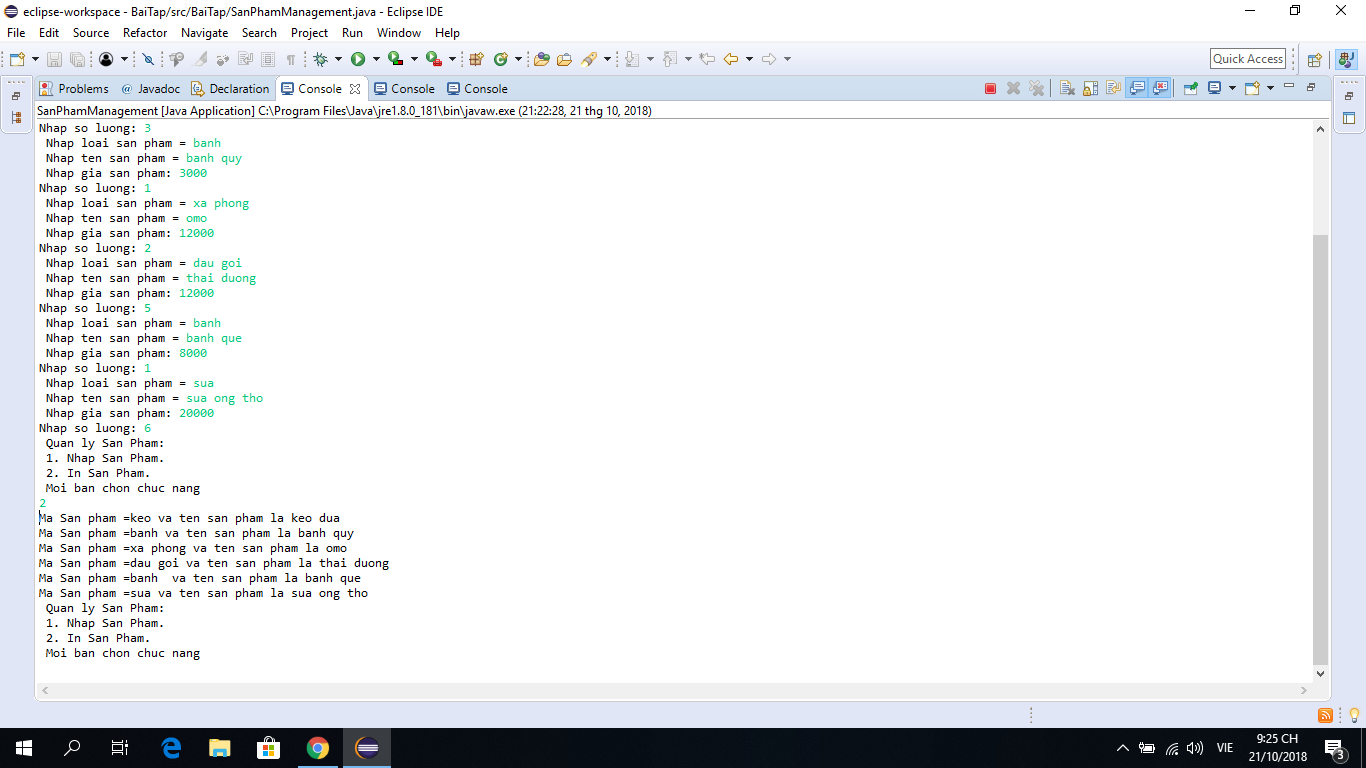 eclipse-workspace - BaiTap/src/BaiTap/SanPhamManagement.java - Eclipse IDE
File Edit Source Refactor Navigate Search Project Run Window Help
Quick Access
Problems @ Javadoc Declaration Console Console Console
SanPhamManagement [Java Application] C:\Program Files\Java\jre1.8.0_181\bin\javaw.exe (21:22:28, 21 thg 10, 2018)
Nhap so luong: 3
Nhap loai san pham = banh
Nhap ten san pham = banh quy
Nhap gia san pham: 3000
Nhap so luong: 1
Nhap loai san pham = xa phong
Nhap ten san pham = omo
Nhap gia san pham: 12000
Nhap so luong: 2
Nhap loai san pham = dau goi
Nhap ten san pham = thai duong
Nhap gia san pham: 12000
Nhap so luong: 5
Nhap loai san pham = banh
Nhap ten san pham = banh que
Nhap gia san pham: 8000
Nhap so luong: 1
Nhap loai san pham = sua
Nhap ten san pham = sua ong tho
Nhap gia san pham: 20000
Nhap so luong: 6
Quan ly San Pham:
1. Nhap San Pham.
2. In San Pham.
Moi ban chon chuc nang
2
Ma San pham =keo va ten san pham la keo dua
Ma San pham =banh va ten san pham la banh quy
Ma San pham =xa phong va ten san pham la omo
Ma San pham =dau goi va ten san pham la thai duong
Ma San pham =banh  va ten san pham la banh que
Ma San pham =sua va ten san pham la sua ong tho
Quan ly San Pham:
1. Nhap San Pham.
2. In San Pham.
Moi ban chon chuc nang
VIE
9:25 CH
21/10/2018
3